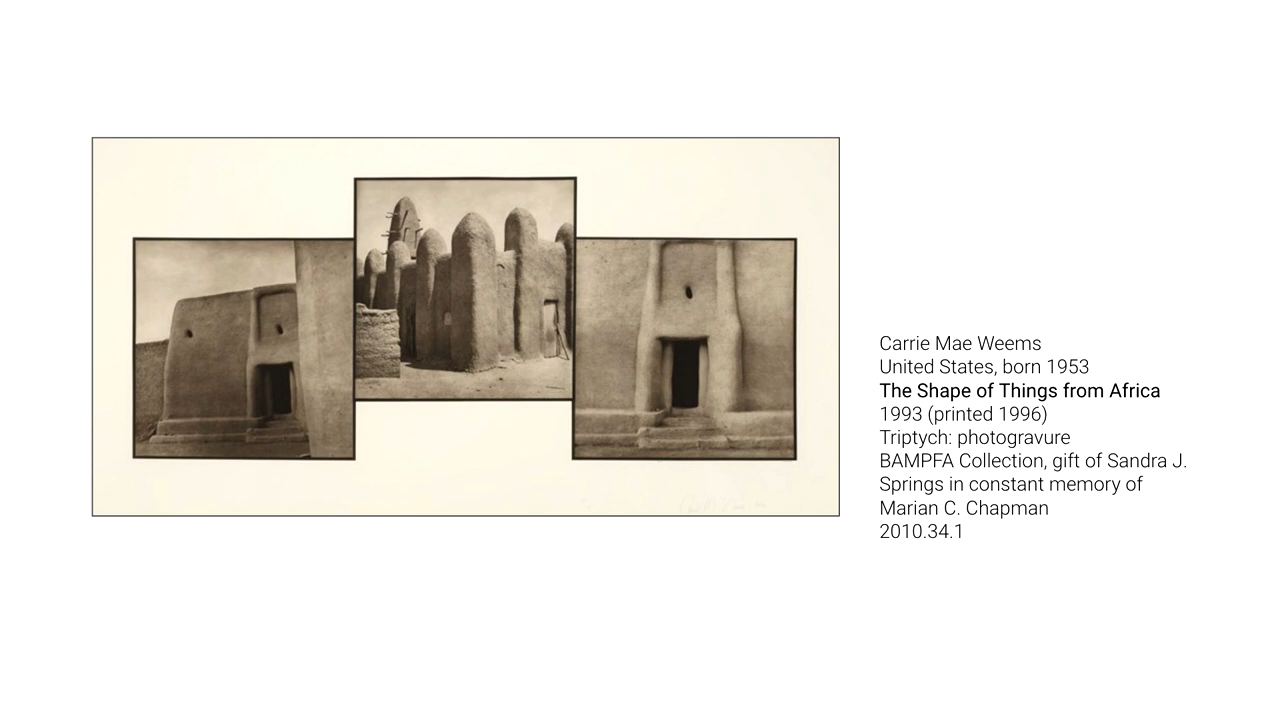 Carrie Mae Weems
United States, born 1953
The Shape of Things from Africa
1993 (printed 1996)
Triptych: photogravure
BAMPFA Collection, gift of Sandra J.
Springs in constant memory of
Marian C. Chapman
2010.34.1